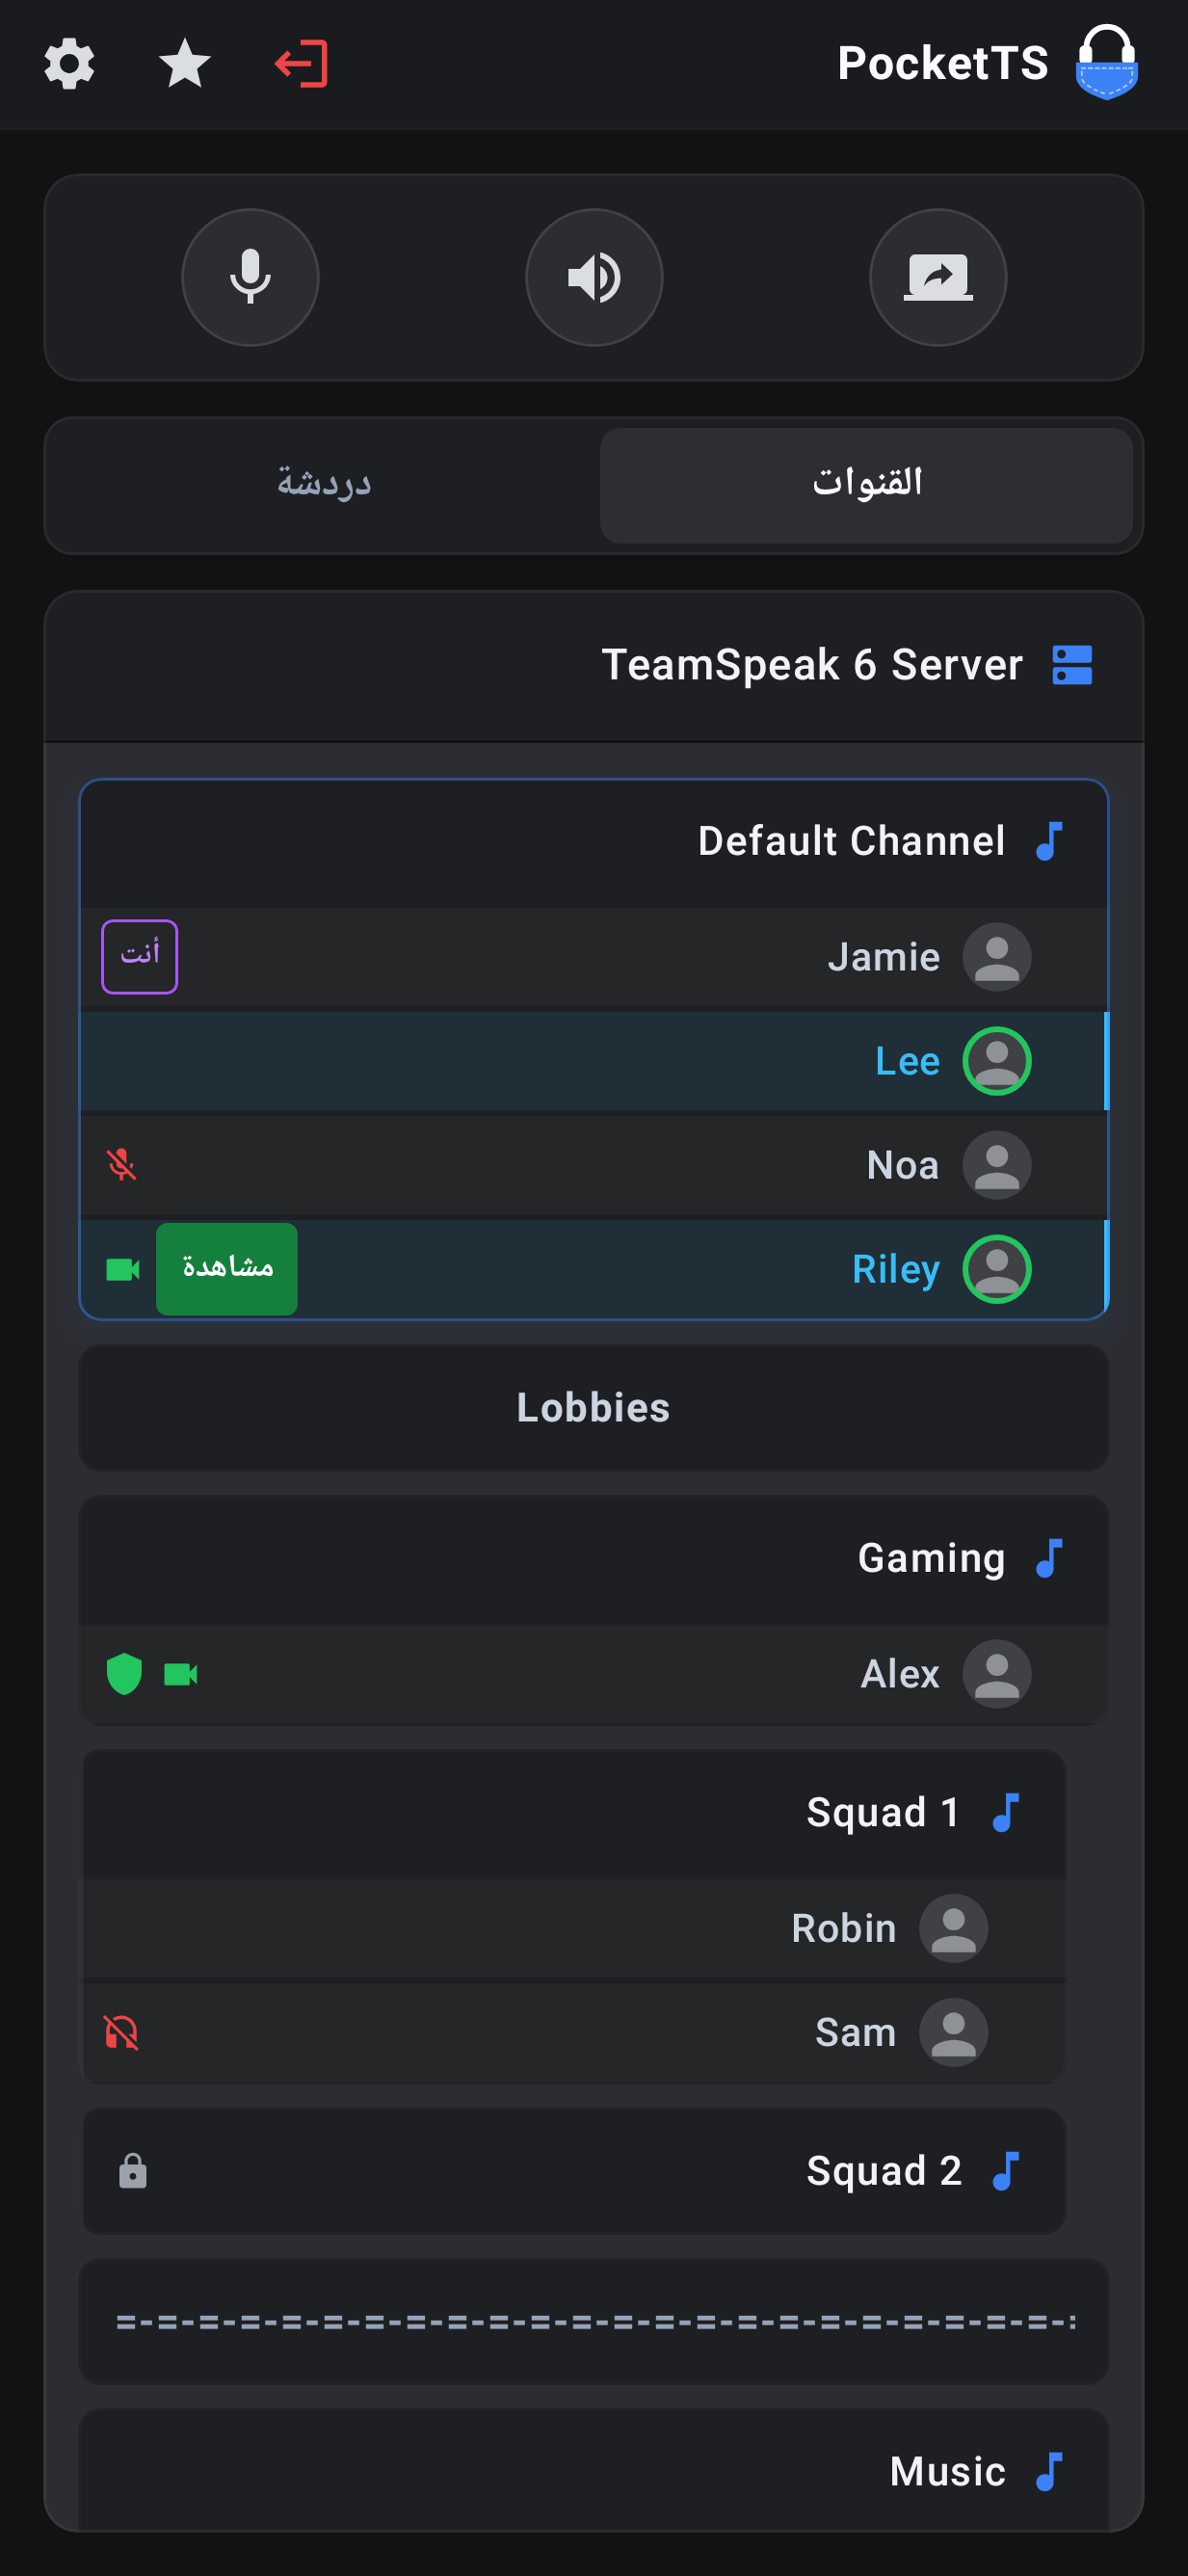 PocketTS
القنوات
دردشة
TeamSpeak 6 Server
Default Channel
Jamie
أنت
Lee
Noa
Riley
مشاهدة
Lobbies
Gaming
Alex
Squad 1
Robin
Sam
Squad 2
=-=-=-=-=-=-=-=-=-=-=-=-=-=-=-=-=-=-=-=-=-=-=-:
Music